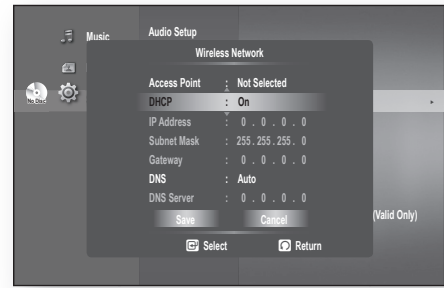 Music
Audio Setup
Wireless Network
Access Point : Not Selected
DHCP : On
IP Address : 0 . 0 . 0 . 0
Subnet Mask : 255. 255. 255. 0
Gateway : 0 . 0 . 0 . 0
DNS : Auto
DNS Server : 0 . 0 . 0 . 0
Save Cancel
Select Return
No Disc
(Valid Only)